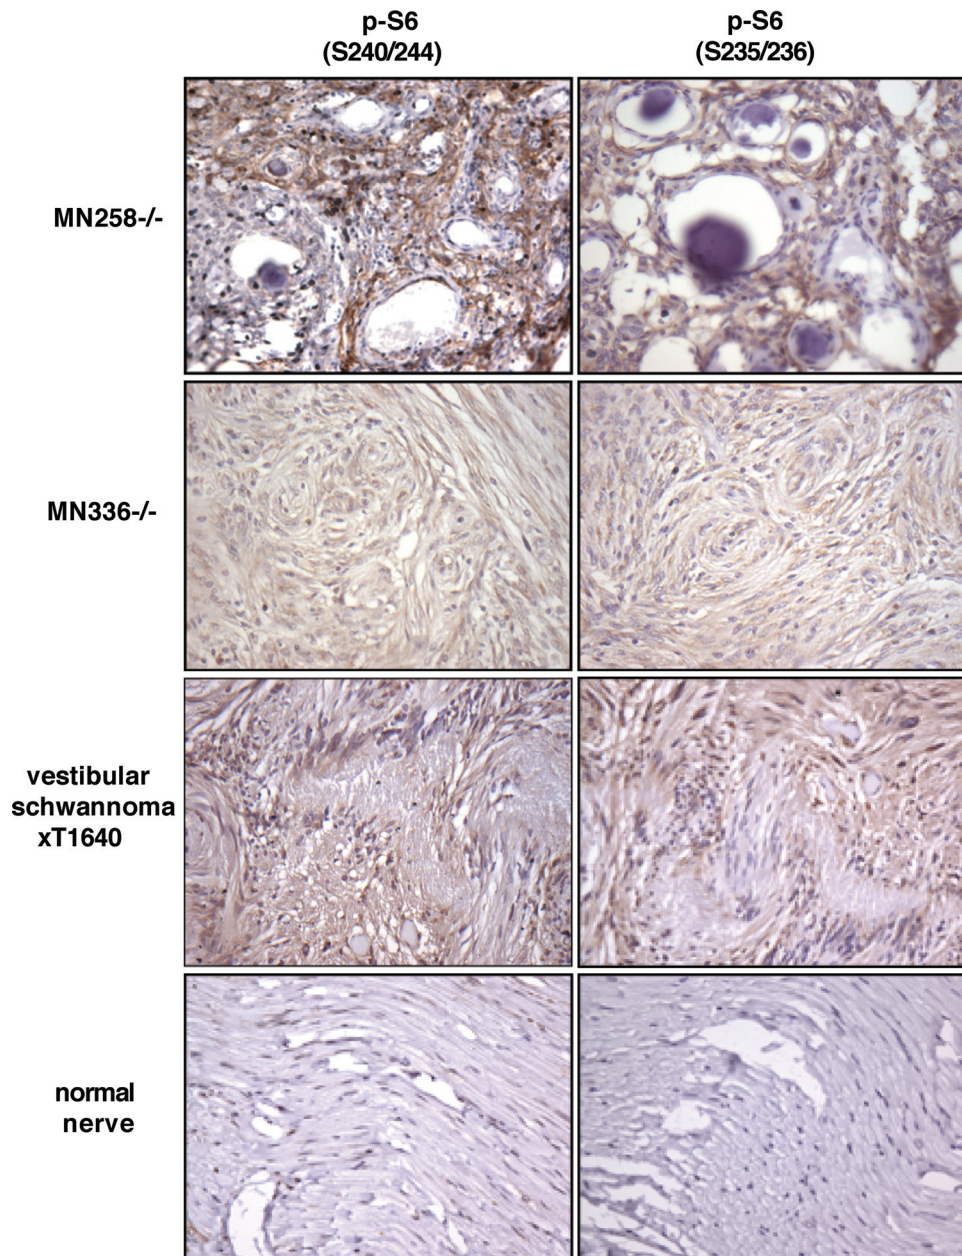 p-S6
(S240/244)
p-S6
(S235/236)
MN258-/-
MN336-/-
vestibular
schwannoma
xT1640
normal
nerve